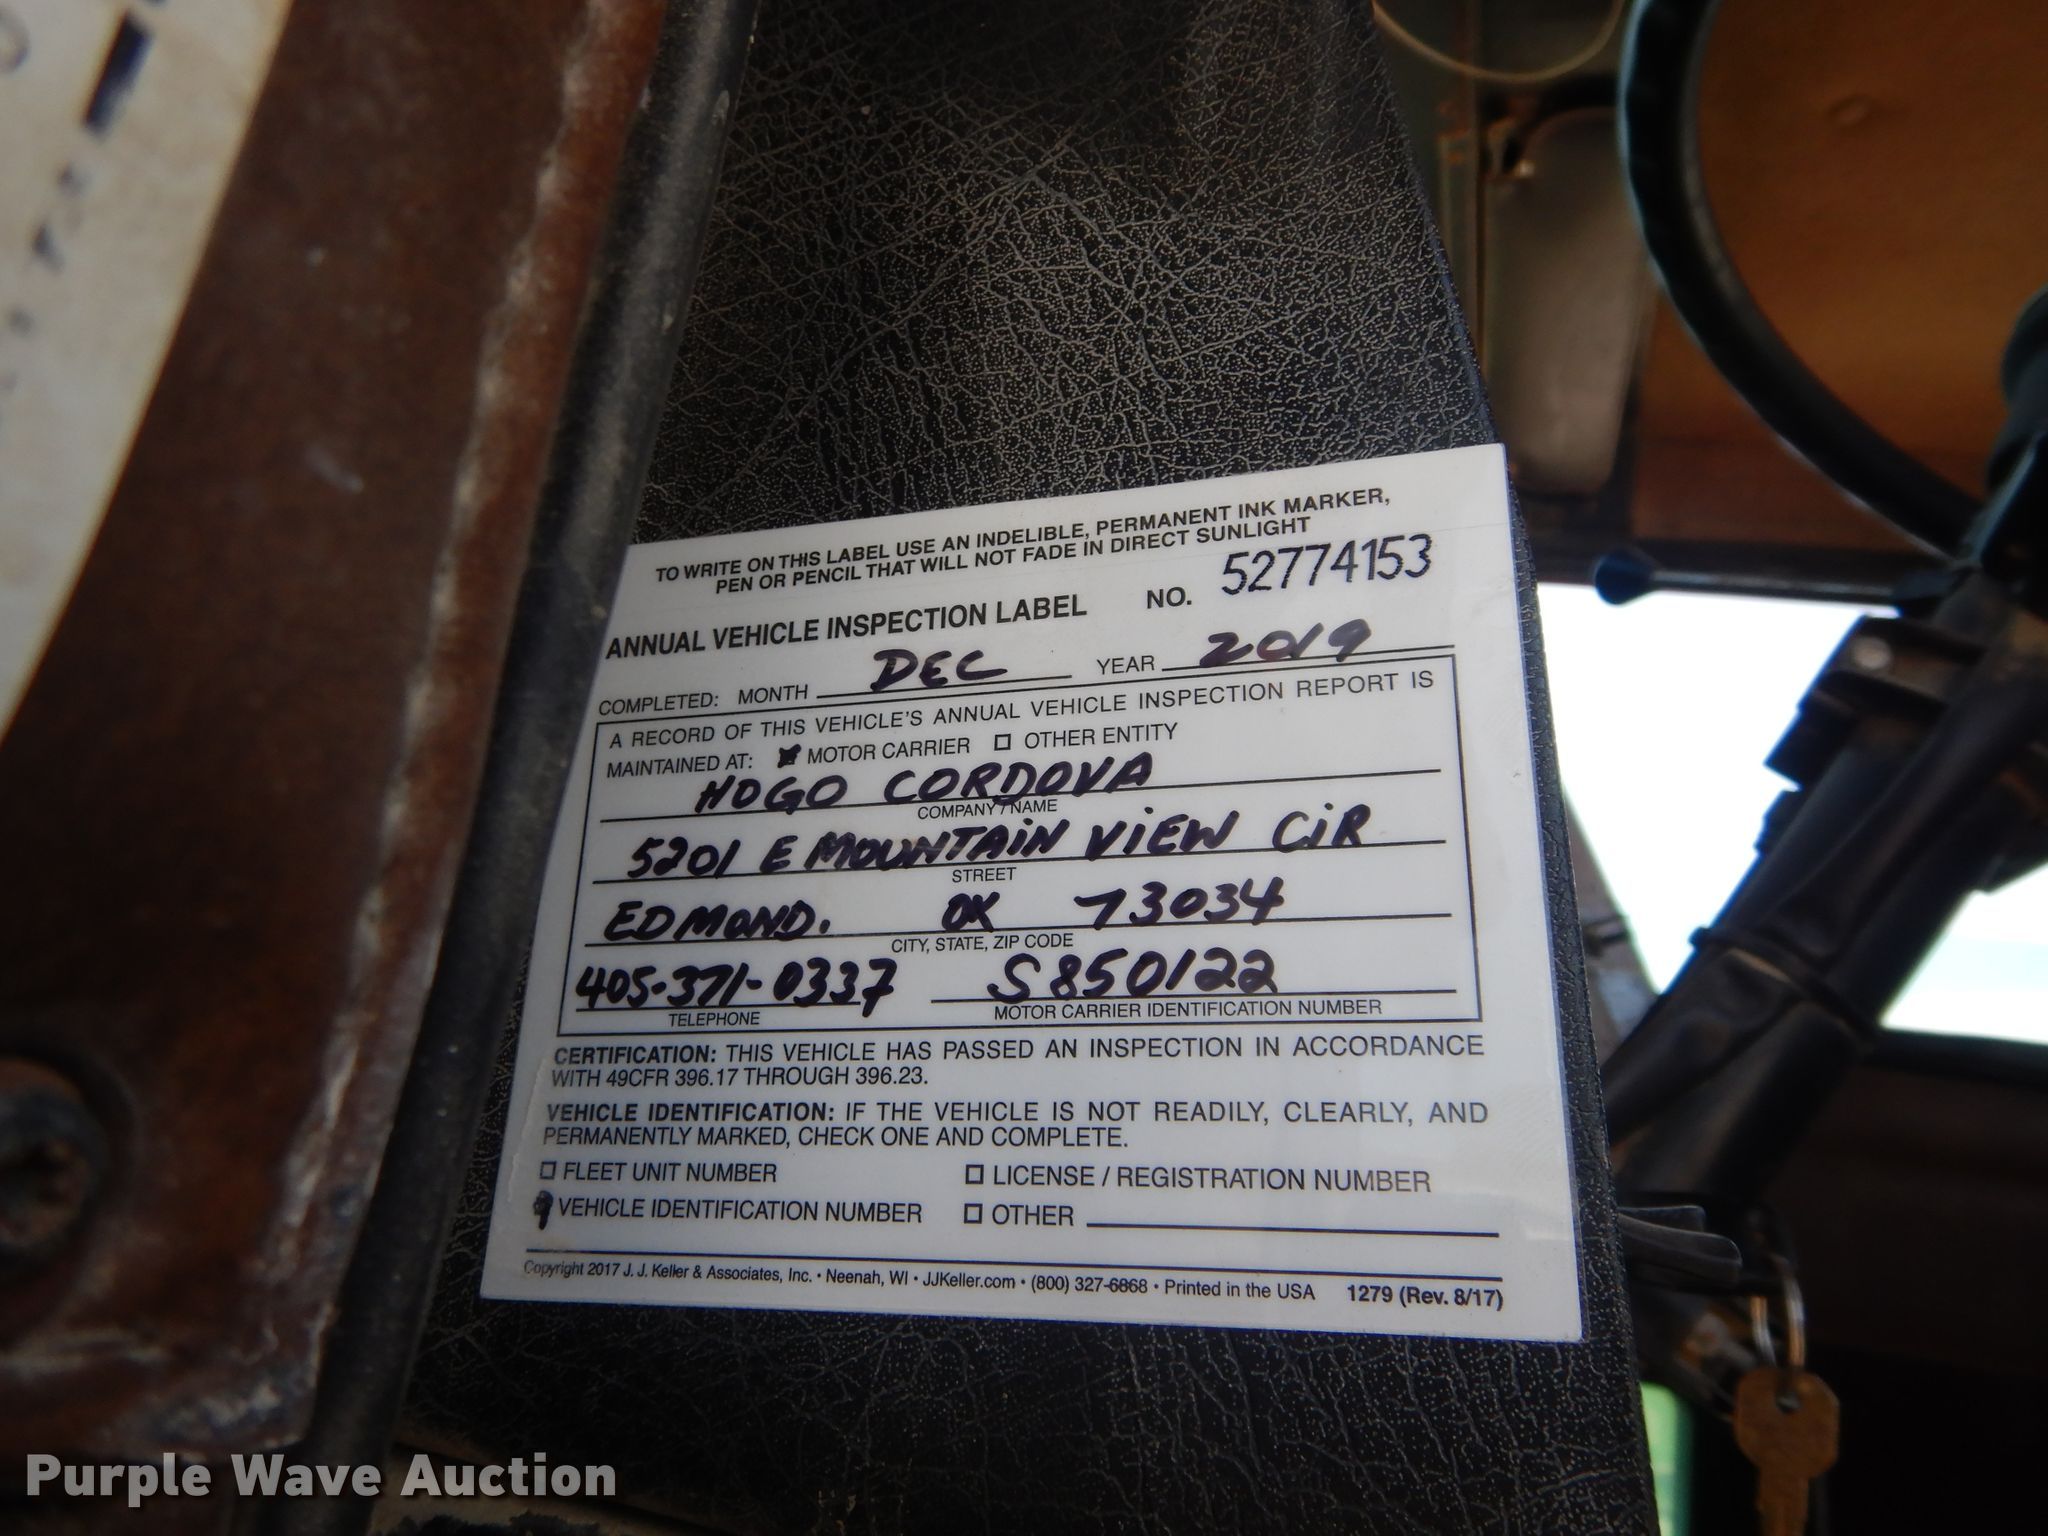 TO WRITE ON THIS LABEL USE AN INDELIBLE, PERMANENT INK MARKER,
PEN OR PENCIL THAT WILL NOT FADE IN DIRECT SUNLIGHT
ANNUAL VEHICLE INSPECTION LABEL NO. 52774153
COMPLETED: MONTH DEC YEAR 2019
A RECORD OF THIS VEHICLE'S ANNUAL VEHICLE INSPECTION REPORT IS
MAINTAINED AT: MOTOR CARRIER OTHER ENTITY
HOGO CORDOVA
COMPANY / NAME
5201 E MOUNTAIN VIEW CIR
STREET
EDMOND. OK 73034
CITY, STATE, ZIP CODE
405-371-0337 S850122
TELEPHONE MOTOR CARRIER IDENTIFICATION NUMBER
CERTIFICATION: THIS VEHICLE HAS PASSED AN INSPECTION IN ACCORDANCE
WITH 49CFR 396.17 THROUGH 396.23.
VEHICLE IDENTIFICATION: IF THE VEHICLE IS NOT READILY, CLEARLY, AND
PERMANENTLY MARKED, CHECK ONE AND COMPLETE.
FLEET UNIT NUMBER LICENSE / REGISTRATION NUMBER
VEHICLE IDENTIFICATION NUMBER OTHER
Copyright 2017 J. J. Keller & Associates, Inc. • Neenah, WI • JJKeller.com • (800) 327-6868 • Printed in the USA 1279 (Rev. 8/17)
Purple Wave Auction